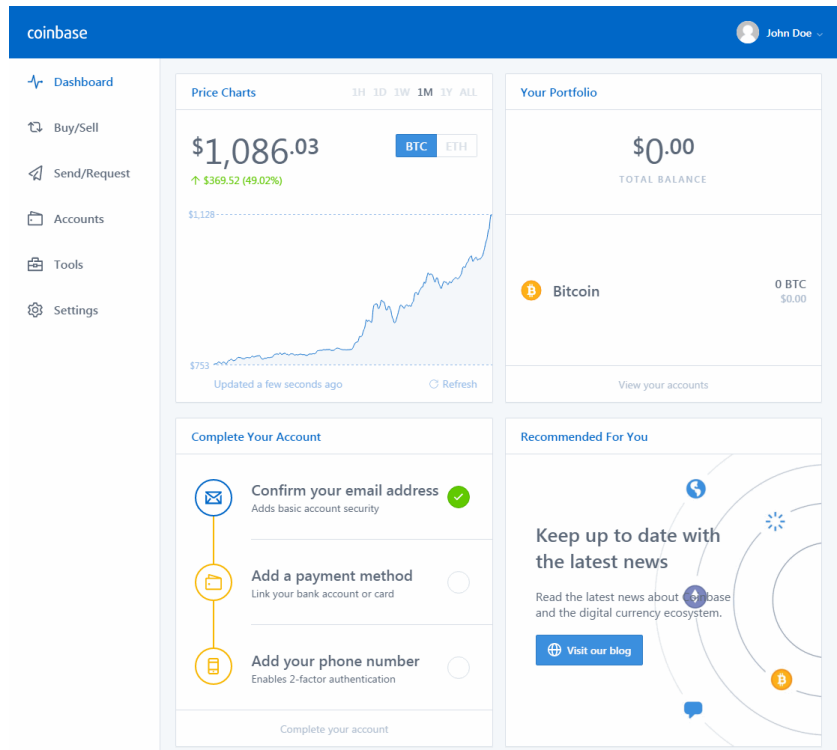 coinbase
John Doe
Dashboard
Buy/Sell
Send/Request
Accounts
Tools
Settings
Price Charts
1H 1D 1W 1M 1Y ALL
$1,086.03
BTC ETH
↑ $369.52 (49.02%)
$1,128
$753
Updated a few seconds ago
Refresh
Your Portfolio
$0.00
TOTAL BALANCE
Bitcoin
0 BTC
$0.00
View your accounts
Complete Your Account
Confirm your email address
Adds basic account security
Add a payment method
Link your bank account or card
Add your phone number
Enables 2-factor authentication
Complete your account
Recommended For You
Keep up to date with
the latest news
Read the latest news about Coinbase
and the digital currency ecosystem.
Visit our blog